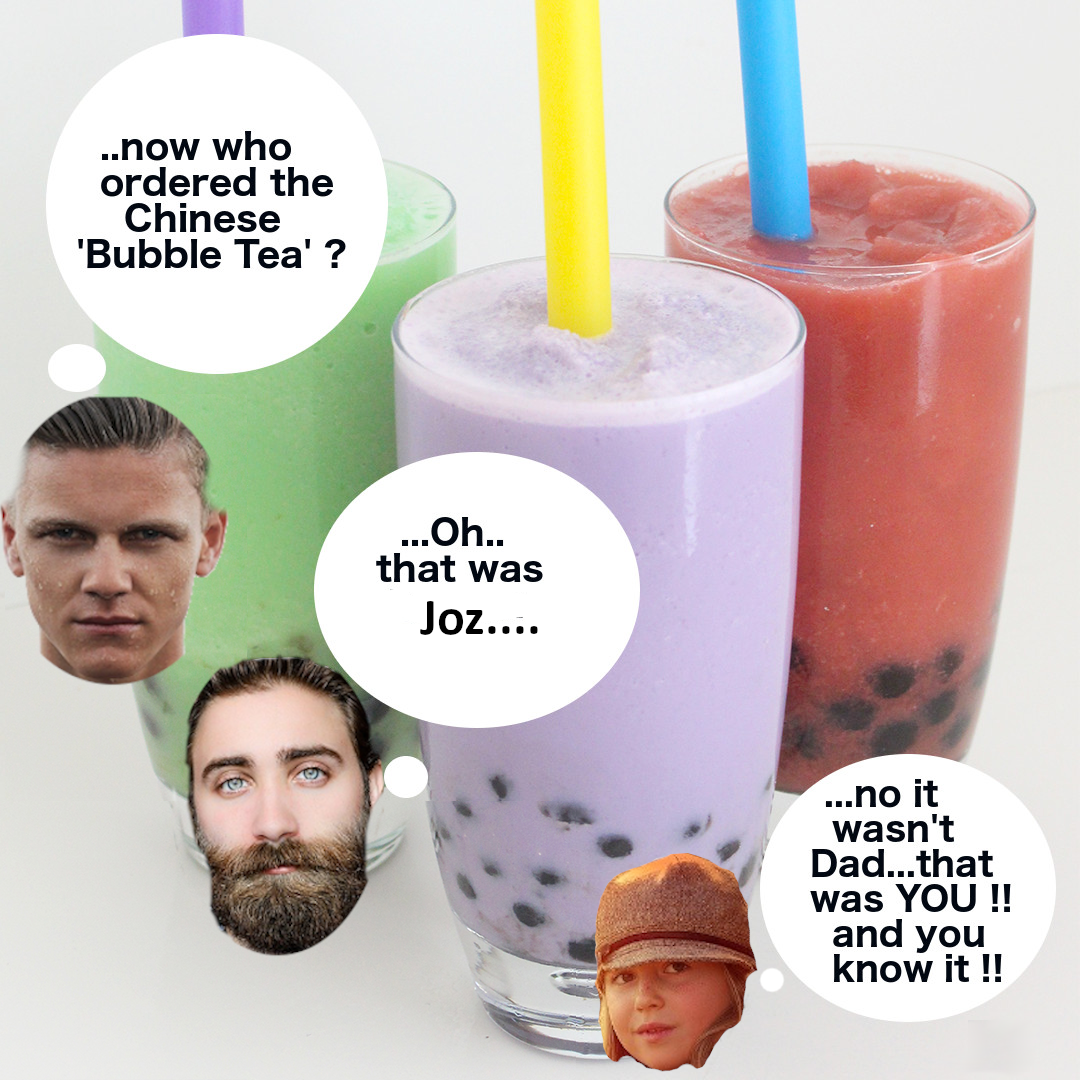 ..now who
ordered the
Chinese
'Bubble Tea' ?
...Oh..
that was
Joz....
...no it
wasn't
Dad...that
was YOU !!
and you
know it !!